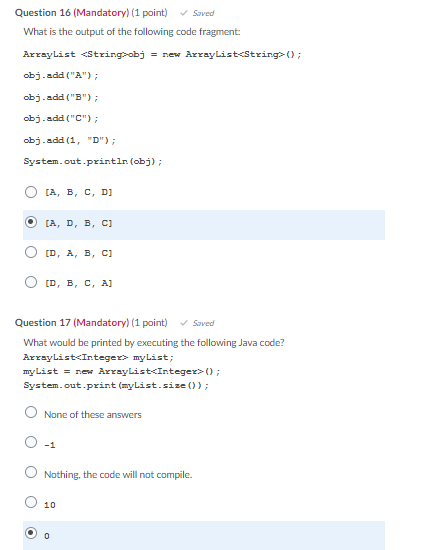 Question 16 (Mandatory) (1 point) ✓ Saved
What is the output of the following code fragment:
ArrayList <String>obj = new ArrayList<String>();
obj.add("A");
obj.add("B");
obj.add("C");
obj.add(1, "D");
System.out.println(obj);
[A, B, C, D]
[A, D, B, C]
[D, A, B, C]
[D, B, C, A]
Question 17 (Mandatory) (1 point) ✓ Saved
What would be printed by executing the following Java code?
ArrayList<Integer> myList;
myList = new ArrayList<Integer>();
System.out.print(myList.size());
None of these answers
-1
Nothing, the code will not compile.
10
0